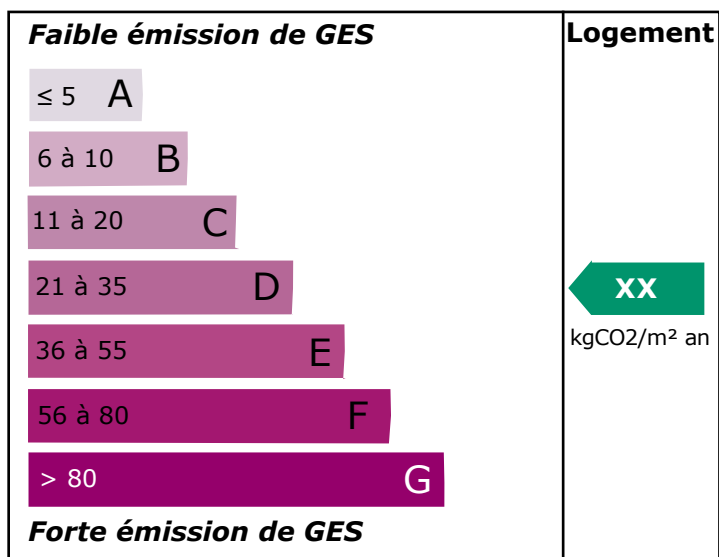 Faible émission de GES
Logement
≤ 5 A
6 à 10 B
11 à 20 C
21 à 35 D
XX
kgCO2/m² an
36 à 55 E
56 à 80 F
> 80 G
Forte émission de GES